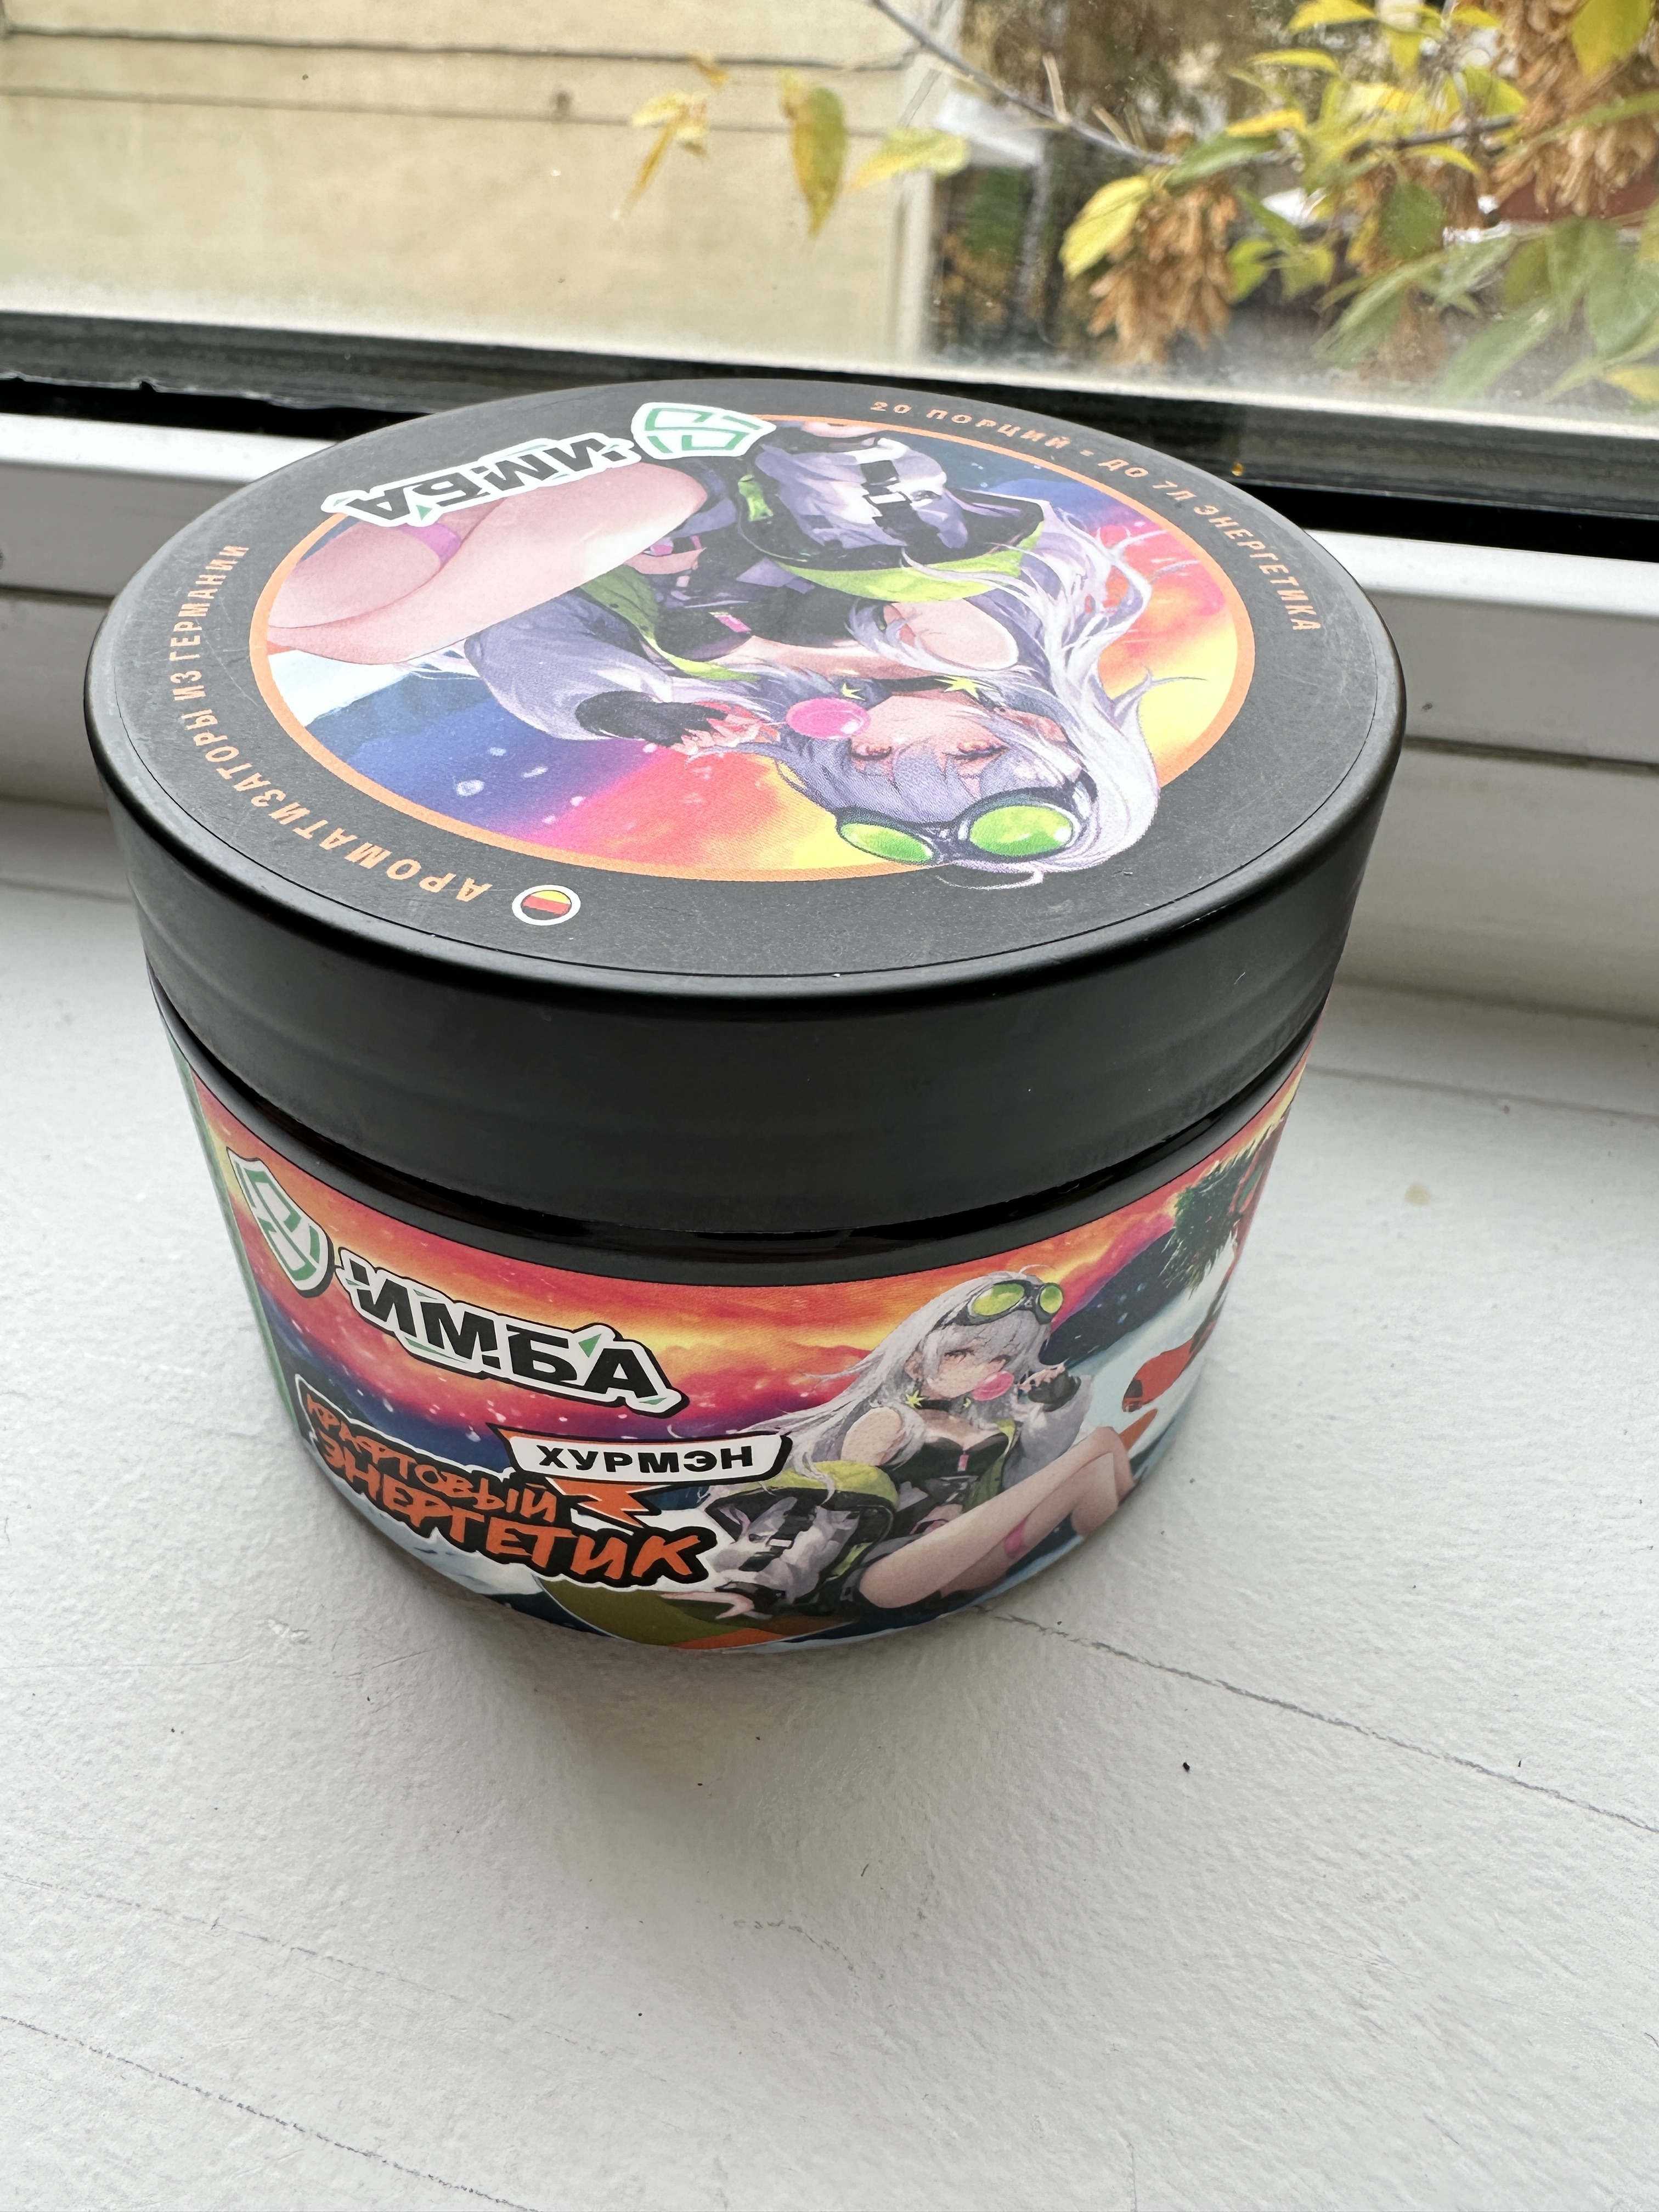 ИМБА
20 ПОРЦИЙ = ДО 7Л ЭНЕРГЕТИКА
АРОМАТИЗАТОРЫ ИЗ ГЕРМАНИИ
ИМБА
ХУРМЭН
КРАФТОВЫЙ
ЭНЕРГЕТИК